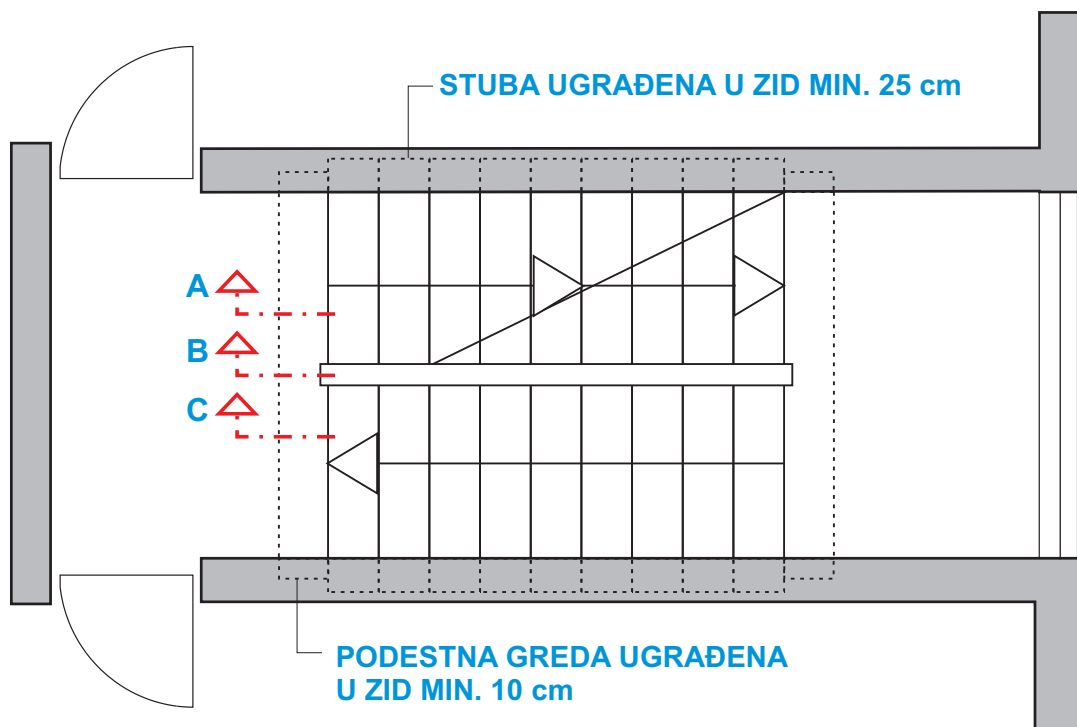 STUBA UGRAĐENA U ZID MIN. 25 cm
A
B
C
PODESTNA GREDA UGRAĐENA
U ZID MIN. 10 cm